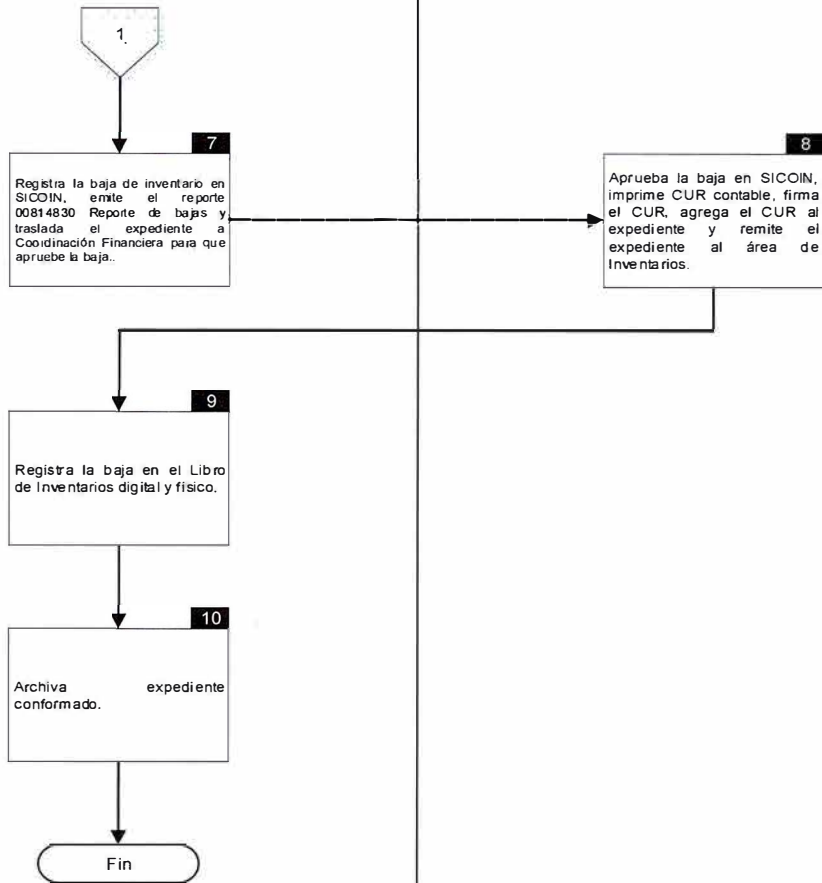 1.
7
Registra la baja de inventario en
SICOIN, emite el reporte
00814830 Reporte de bajas y
traslada el expediente a
Coordinación Financiera para que
apruebe la baja..
8
Aprueba la baja en SICOIN,
imprime CUR contable, firma
el CUR, agrega el CUR al
expediente y remite el
expediente al área de
Inventarios.
9
Registra la baja en el Libro
de Inventarios digital y físico.
10
Archiva expediente
conformado.
Fin